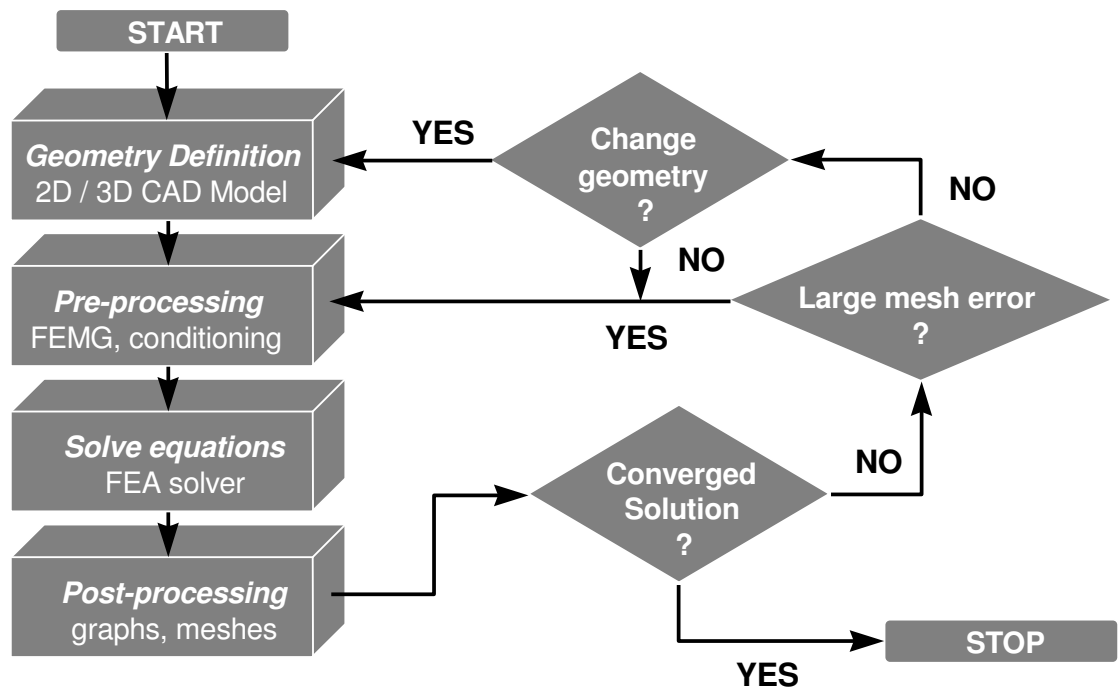 START
Geometry Definition
2D / 3D CAD Model
Pre-processing
FEMG, conditioning
Solve equations
FEA solver
Post-processing
graphs, meshes
YES
Change
geometry
?
NO
NO
Large mesh error
?
YES
Converged
Solution
?
NO
YES
STOP